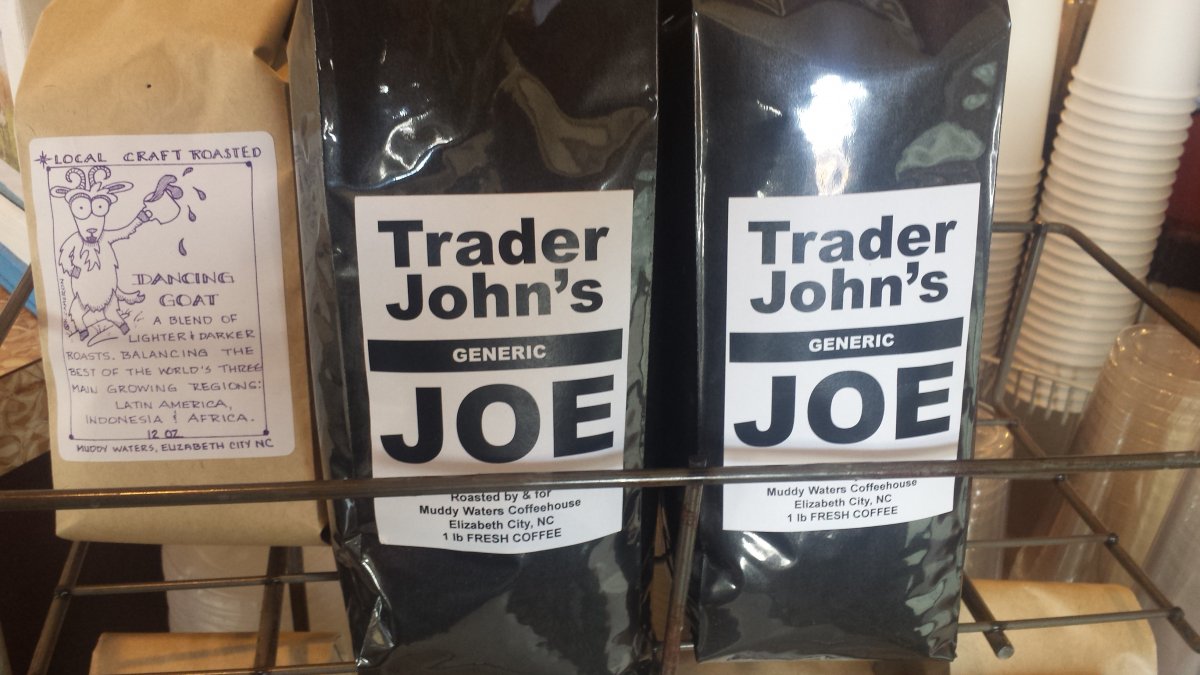 LOCAL CRAFT ROASTED
DANCING
GOAT
A BLEND OF
LIGHTER & DARKER
ROASTS. BALANCING THE
BEST OF THE WORLD'S THREE
MAIN GROWING REGIONS:
LATIN AMERICA,
INDONESIA & AFRICA.
12 OZ
MUDDY WATERS, ELIZABETH CITY NC
Trader
John's
GENERIC
JOE
Roasted by & for
Muddy Waters Coffeehouse
Elizabeth City, NC
1 lb FRESH COFFEE
Trader
John's
GENERIC
JOE
Muddy Waters Coffeehouse
Elizabeth City, NC
1 lb FRESH COFFEE